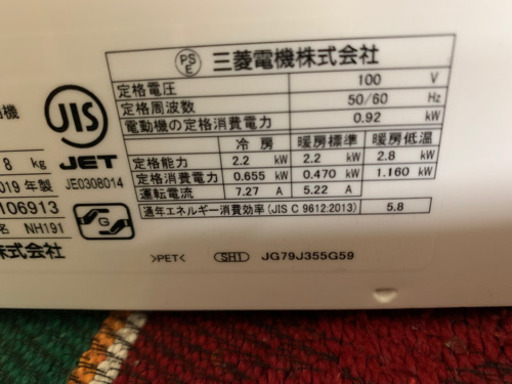 PSE 三菱電機株式会社
定格電圧 100 V
定格周波数 50/60 Hz
電動機の定格消費電力 0.92 kW
冷房 暖房標準 暖房低温
定格能力 2.2 kW 2.2 kW 2.8 kW
定格消費電力 0.655 kW 0.470 kW 1.160 kW
運転電流 7.27 A 5.22 A
通年エネルギー消費効率(JIS C 9612:2013) 5.8
機
JIS
8 kg
JET
019 年製
JE0308014
106913
G
名 NH191
株式会社
>PET< SH1 JG79J355G59